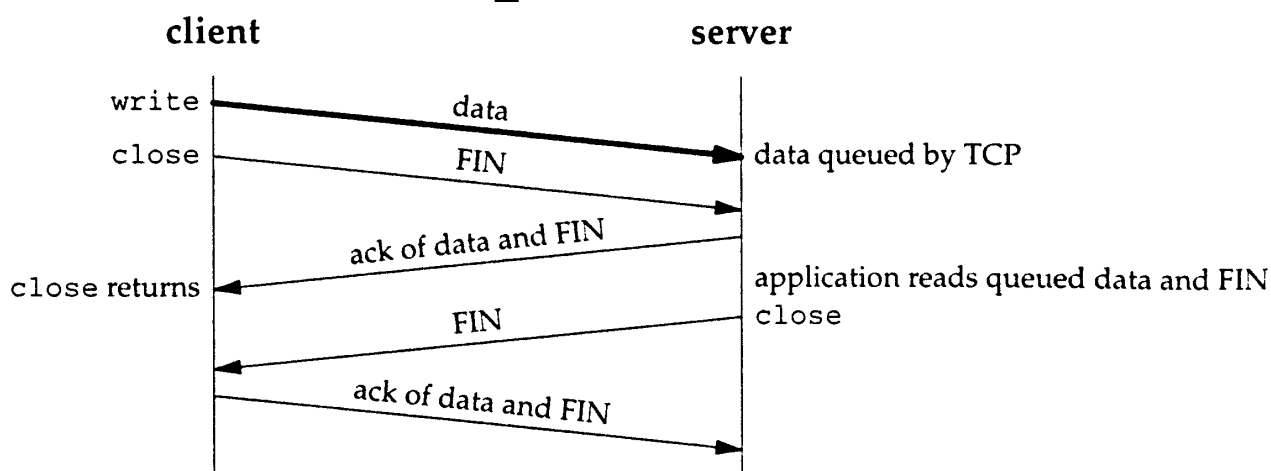 client server
write data
data queued by TCP
close FIN
ack of data and FIN
close returns
application reads queued data and FIN
FIN close
ack of data and FIN